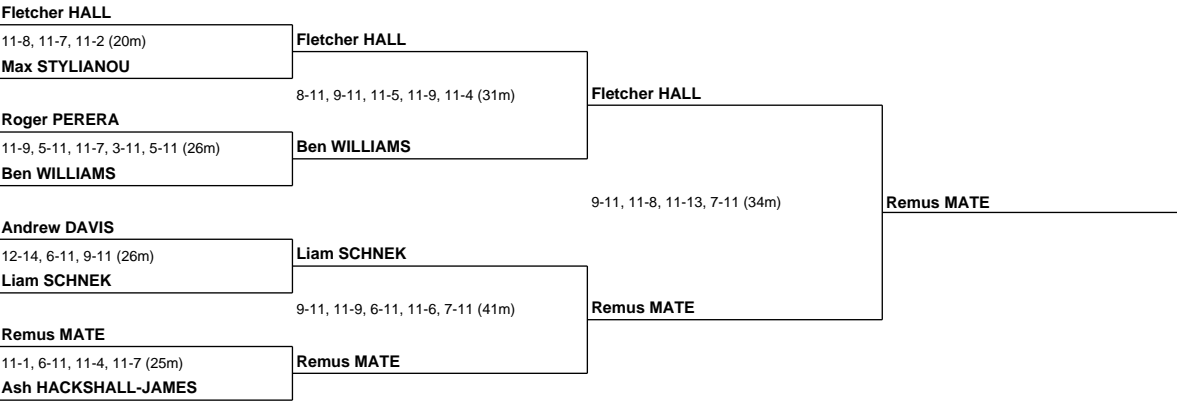 Fletcher HALL
11-8, 11-7, 11-2 (20m)
Max STYLIANOU
Roger PERERA
11-9, 5-11, 11-7, 3-11, 5-11 (26m)
Ben WILLIAMS
Andrew DAVIS
12-14, 6-11, 9-11 (26m)
Liam SCHNEK
Remus MATE
11-1, 6-11, 11-4, 11-7 (25m)
Ash HACKSHALL-JAMES
Fletcher HALL
8-11, 9-11, 11-5, 11-9, 11-4 (31m)
Ben WILLIAMS
Liam SCHNEK
9-11, 11-9, 6-11, 11-6, 7-11 (41m)
Remus MATE
Fletcher HALL
9-11, 11-8, 11-13, 7-11 (34m)
Remus MATE
Remus MATE